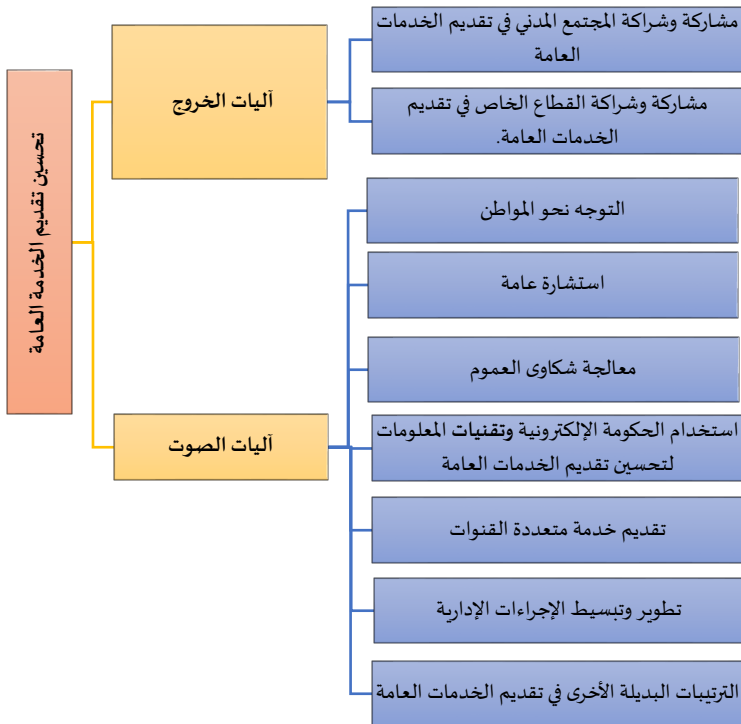 تحسين تقديم الخدمة العامة
آليات الخروج
مشاركة وشراكة المجتمع المدني في تقديم الخدمات
العامة
مشاركة وشراكة القطاع الخاص في تقديم
الخدمات العامة.
آليات الصوت
التوجه نحو المواطن
استشارة عامة
معالجة شكاوى العموم
استخدام الحكومة الإلكترونية وتقنيات المعلومات
لتحسين تقديم الخدمات العامة
تقديم خدمة متعددة القنوات
تطوير وتبسيط الإجراءات الإدارية
الترتيبات البديلة الأخرى في تقديم الخدمات العامة